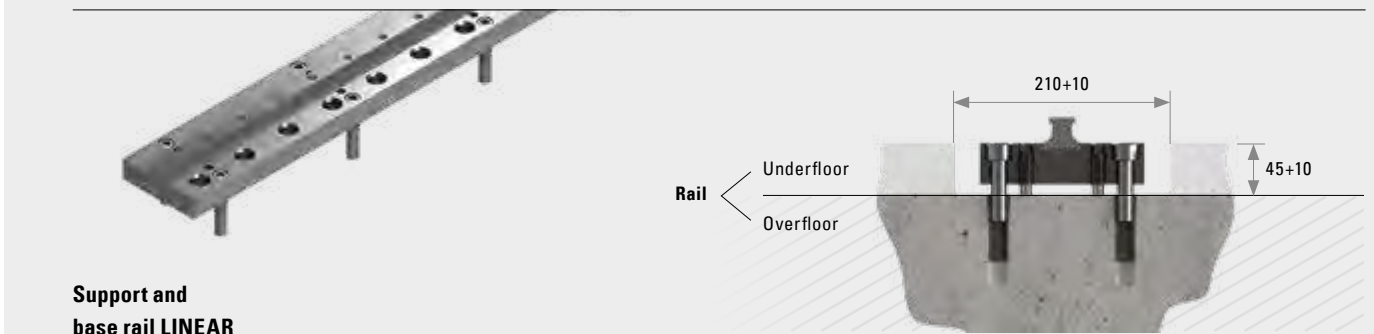 210+10
Underfloor
45+10
Rail
Overfloor
Support and
base rail LINEAR